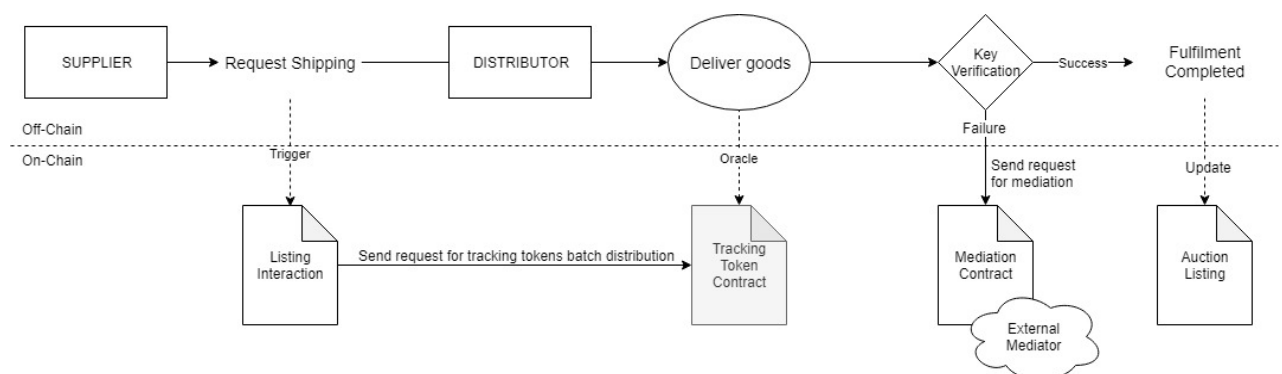 SUPPLIER
Request Shipping
DISTRIBUTOR
Deliver goods
Key
Verification
Success
Fulfilment
Completed
Off-Chain
Failure
On-Chain
Trigger
Oracle
Send request
for mediation
Update
Listing
Interaction
Send request for tracking tokens batch distribution
Tracking
Token
Contract
Mediation
Contract
Auction
Listing
External
Mediator